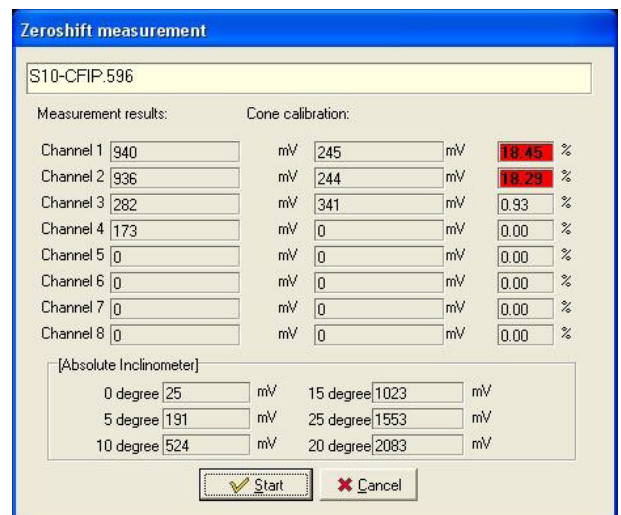 Zeroshift measurement
S10-CFIP.596
Measurement results: Cone calibration:
Channel 1 940 mV 245 mV 18.45 %
Channel 2 936 mV 244 mV 18.29 %
Channel 3 282 mV 341 mV 0.93 %
Channel 4 173 mV 0 mV 0.00 %
Channel 5 0 mV 0 mV 0.00 %
Channel 6 0 mV 0 mV 0.00 %
Channel 7 0 mV 0 mV 0.00 %
Channel 8 0 mV 0 mV 0.00 %
[Absolute Inclinometer]
0 degree 25 mV 15 degree 1023 mV
5 degree 191 mV 25 degree 1553 mV
10 degree 524 mV 20 degree 2083 mV
Start Cancel